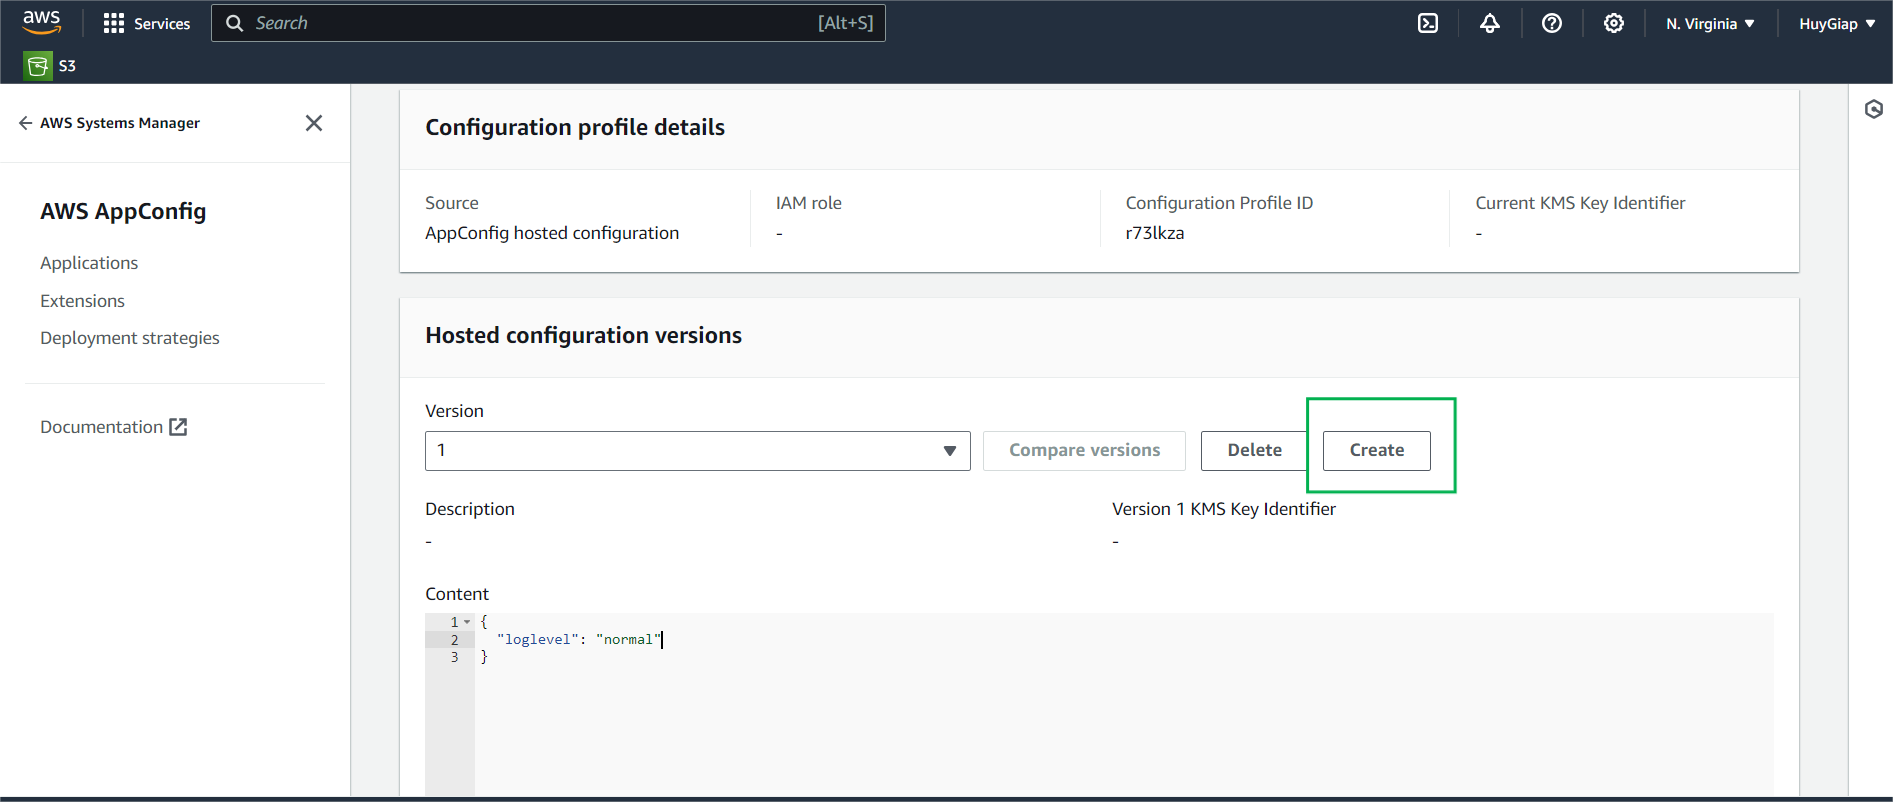 aws
Services
Search
[Alt+S]
N. Virginia
HuyGiap
S3
AWS Systems Manager
AWS AppConfig
Applications
Extensions
Deployment strategies
Documentation
Configuration profile details
Source
AppConfig hosted configuration
IAM role
-
Configuration Profile ID
r73lkza
Current KMS Key Identifier
-
Hosted configuration versions
Version
1
Compare versions
Delete
Create
Description
-
Version 1 KMS Key Identifier
-
Content
1 {
2 "loglevel": "normal"
3 }